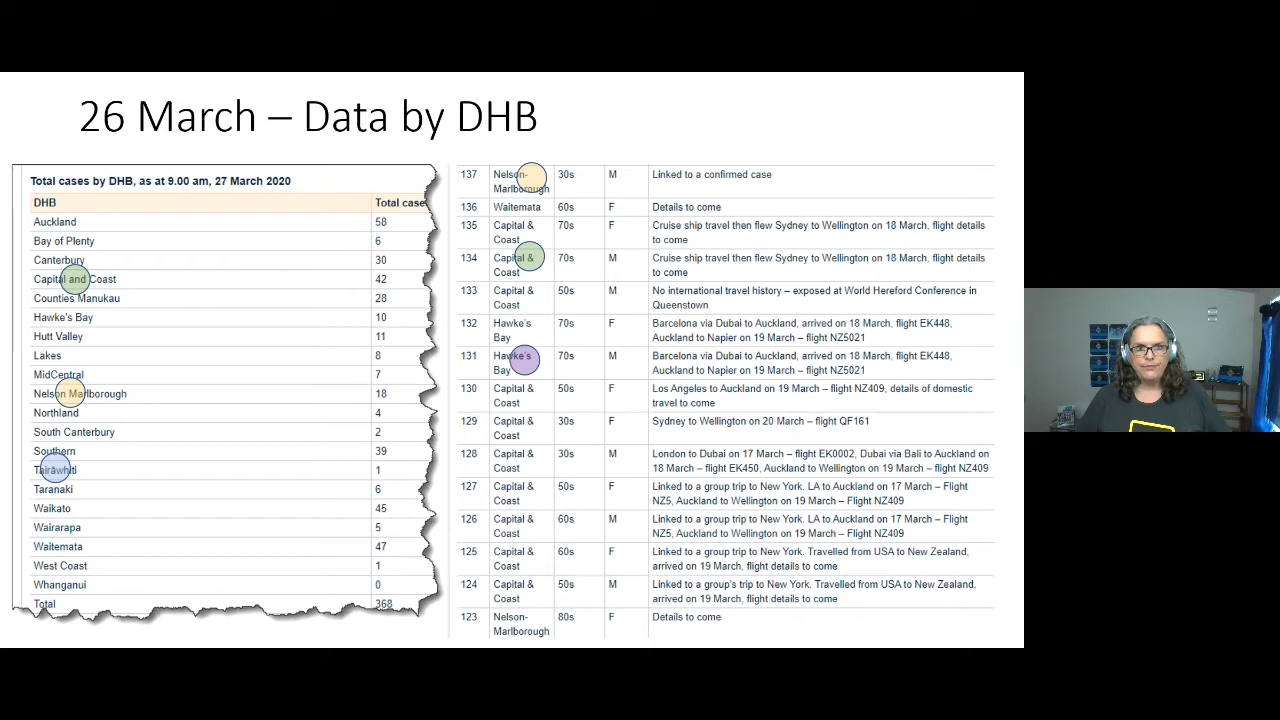 26 March – Data by DHB
Total cases by DHB, as at 9.00 am, 27 March 2020
DHB Total case
Auckland 58
Bay of Plenty 6
Canterbury 30
Capital and Coast 42
Counties Manukau 28
Hawke's Bay 10
Hutt Valley 11
Lakes 8
MidCentral 7
Nelson Marlborough 18
Northland 4
South Canterbury 2
Southern 39
Tairāwhiti 1
Taranaki 6
Waikato 45
Wairarapa 5
Waitemata 47
West Coast 1
Whanganui 0
Total 368
137 Nelson- 30s M Linked to a confirmed case
Marlborough
136 Waitemata 60s F Details to come
135 Capital & 70s F Cruise ship travel then flew Sydney to Wellington on 18 March, flight details
Coast to come
134 Capital & 70s M Cruise ship travel then flew Sydney to Wellington on 18 March, flight details
Coast to come
133 Capital & 50s M No international travel history – exposed at World Hereford Conference in
Coast Queenstown
132 Hawke's 70s F Barcelona via Dubai to Auckland, arrived on 18 March, flight EK448,
Bay Auckland to Napier on 19 March – flight NZ5021
131 Hawke's 70s M Barcelona via Dubai to Auckland, arrived on 18 March, flight EK448,
Bay Auckland to Napier on 19 March – flight NZ5021
130 Capital & 50s F Los Angeles to Auckland on 19 March – flight NZ409, details of domestic
Coast travel to come
129 Capital & 30s F Sydney to Wellington on 20 March – flight QF161
Coast
128 Capital & 30s M London to Dubai on 17 March – flight EK0002, Dubai via Bali to Auckland on
Coast 18 March – flight EK450, Auckland to Wellington on 19 March – flight NZ409
127 Capital & 50s F Linked to a group trip to New York. LA to Auckland on 17 March – Flight
Coast NZ5, Auckland to Wellington on 19 March – Flight NZ409
126 Capital & 60s M Linked to a group trip to New York. LA to Auckland on 17 March – Flight
Coast NZ5, Auckland to Wellington on 19 March – Flight NZ409
125 Capital & 60s F Linked to a group trip to New York. Travelled from USA to New Zealand,
Coast arrived on 19 March, flight details to come
124 Capital & 50s M Linked to a group's trip to New York. Travelled from USA to New Zealand,
Coast arrived on 19 March, flight details to come
123 Nelson- 80s F Details to come
Marlborough